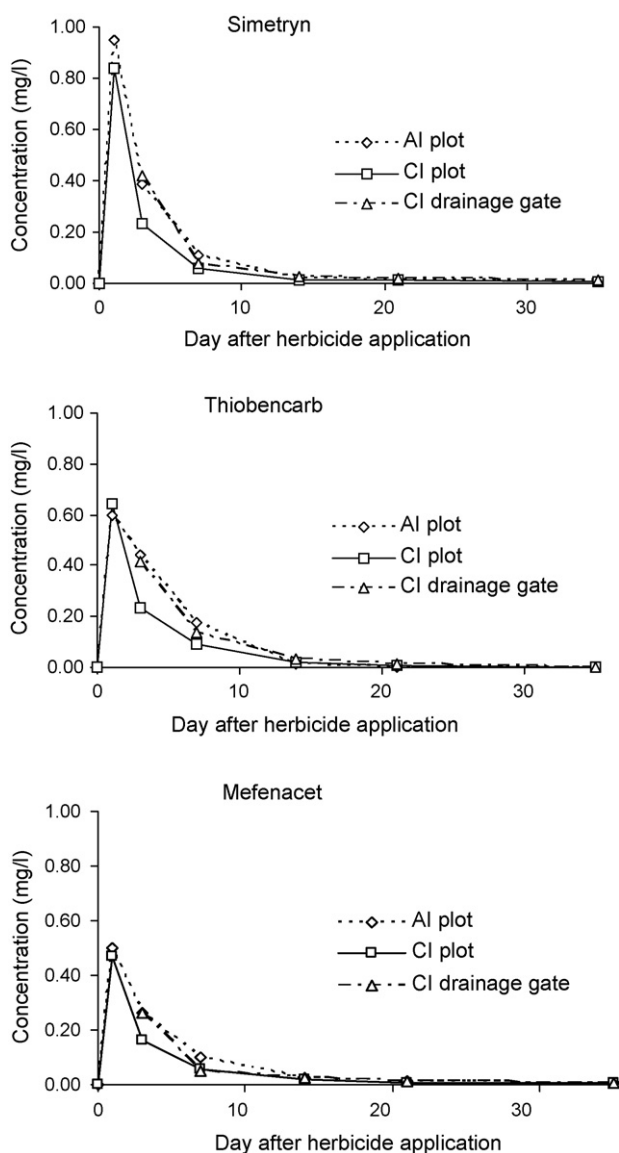 Simetryn
1.00
0.80
0.60
0.40
0.20
0.00
Concentration (mg/l)
AI plot
CI plot
CI drainage gate
0 10 20 30
Day after herbicide application
Thiobencarb
1.00
0.80
0.60
0.40
0.20
0.00
Concentration (mg/l)
AI plot
CI plot
CI drainage gate
0 10 20 30
Day after herbicide application
Mefenacet
1.00
0.80
0.60
0.40
0.20
0.00
Concentration (mg/l)
AI plot
CI plot
CI drainage gate
0 10 20 30
Day after herbicide application